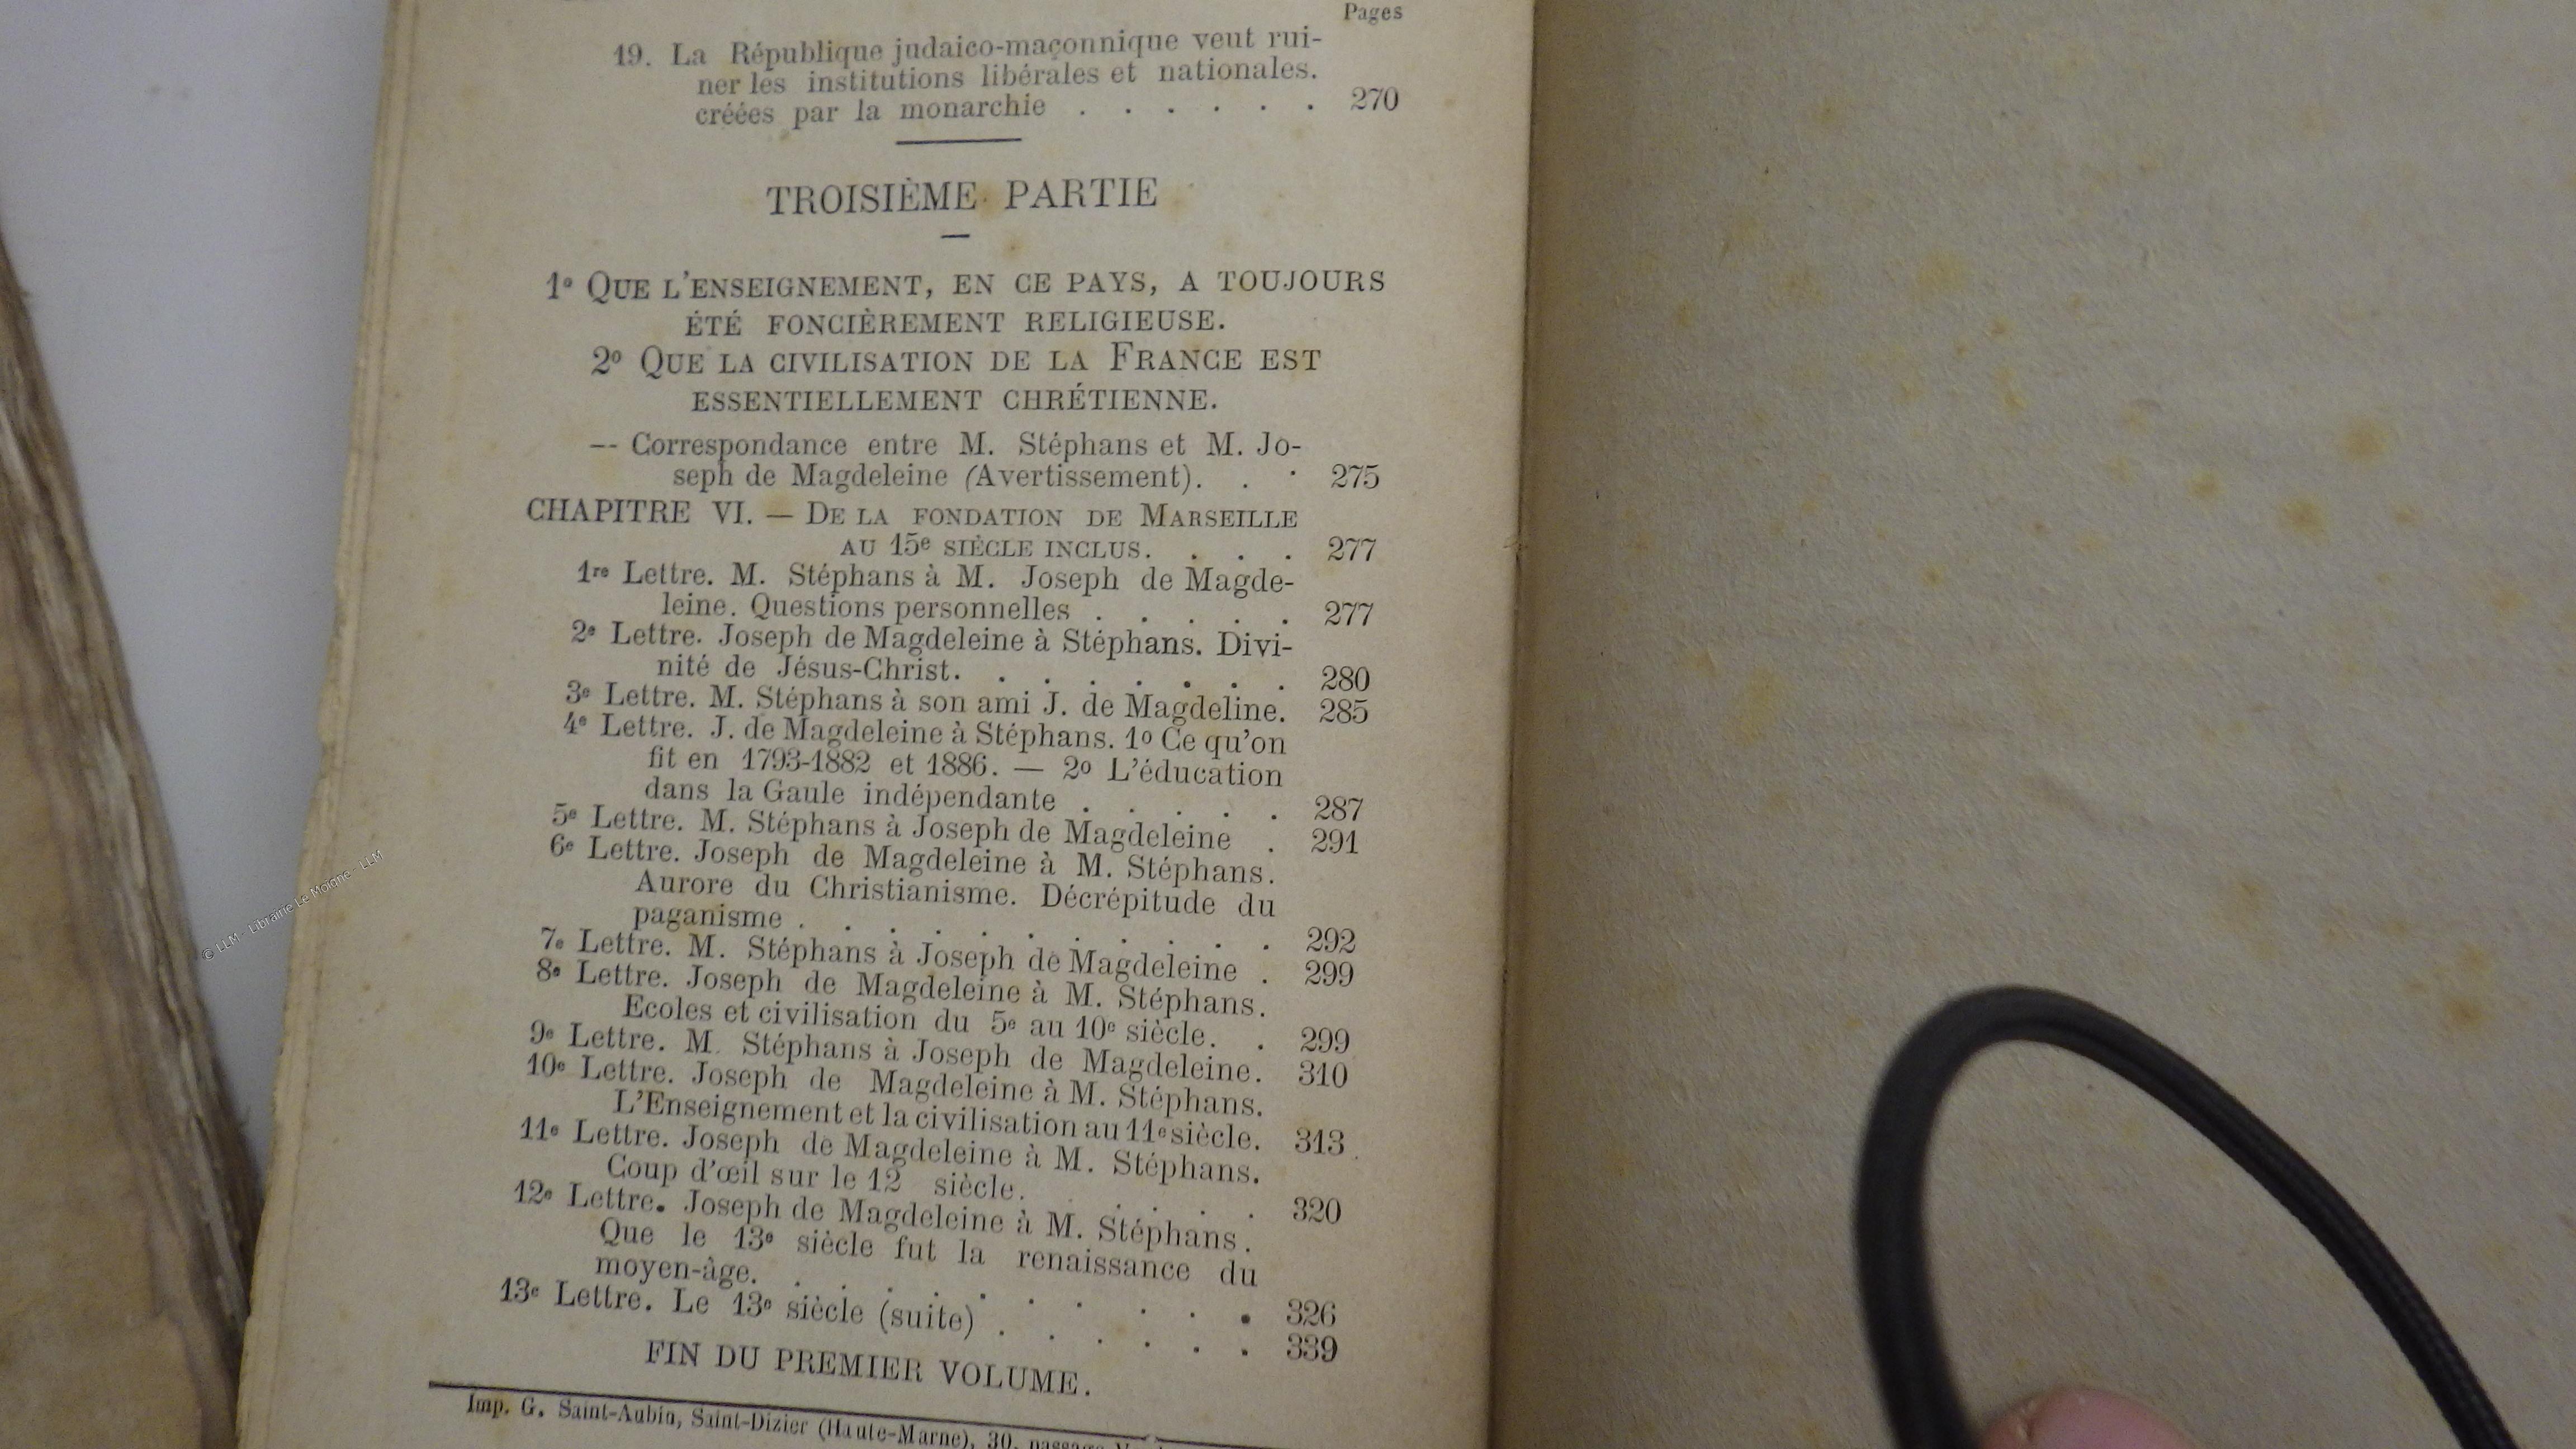 Pages
19. La République judaico-maçonnique veut rui-
ner les institutions libérales et nationales.
créées par la monarchie . . . . . . 270
TROISIÈME PARTIE
1º QUE L'ENSEIGNEMENT, EN CE PAYS, A TOUJOURS
ÉTÉ FONCIÈREMENT RELIGIEUSE.
2º QUE LA CIVILISATION DE LA FRANCE EST
ESSENTIELLEMENT CHRÉTIENNE.
-- Correspondance entre M. Stéphans et M. Jo-
seph de Magdeleine (Avertissement). . . 275
CHAPITRE VI. — DE LA FONDATION DE MARSEILLE
AU 15e SIÈCLE INCLUS. . . . 277
1re Lettre. M. Stéphans à M. Joseph de Magde-
leine. Questions personnelles . . . . . 277
2e Lettre. Joseph de Magdeleine à Stéphans. Divi-
nité de Jésus-Christ. . . . . . . . 280
3e Lettre. M. Stéphans à son ami J. de Magdeline. 285
4e Lettre. J. de Magdeleine à Stéphans. 1º Ce qu'on
fit en 1793-1882 et 1886. — 2º L'éducation
dans la Gaule indépendante . . . . . 287
5e Lettre. M. Stéphans à Joseph de Magdeleine . 291
6e Lettre. Joseph de Magdeleine à M. Stéphans.
Aurore du Christianisme. Décrépitude du
paganisme . . . . . . . . . . . 292
7e Lettre. M. Stéphans à Joseph de Magdeleine . 299
8e Lettre. Joseph de Magdeleine à M. Stéphans.
Ecoles et civilisation du 5e au 10e siècle. . 299
9e Lettre. M. Stéphans à Joseph de Magdeleine. 310
10e Lettre. Joseph de Magdeleine à M. Stéphans.
L'Enseignement et la civilisation au 11e siècle. 313
11e Lettre. Joseph de Magdeleine à M. Stéphans.
Coup d'œil sur le 12 siècle. . . . . . 320
12e Lettre. Joseph de Magdeleine à M. Stéphans.
Que le 13e siècle fut la renaissance du
moyen-âge. . . . . . . . . . . 326
13e Lettre. Le 13e siècle (suite) . . . . . . 339
FIN DU PREMIER VOLUME.
Imp. G. Saint-Aubin, Saint-Dizier (Haute-Marne), 30, passage
© LLM - Librairie Le Moigne - LLM